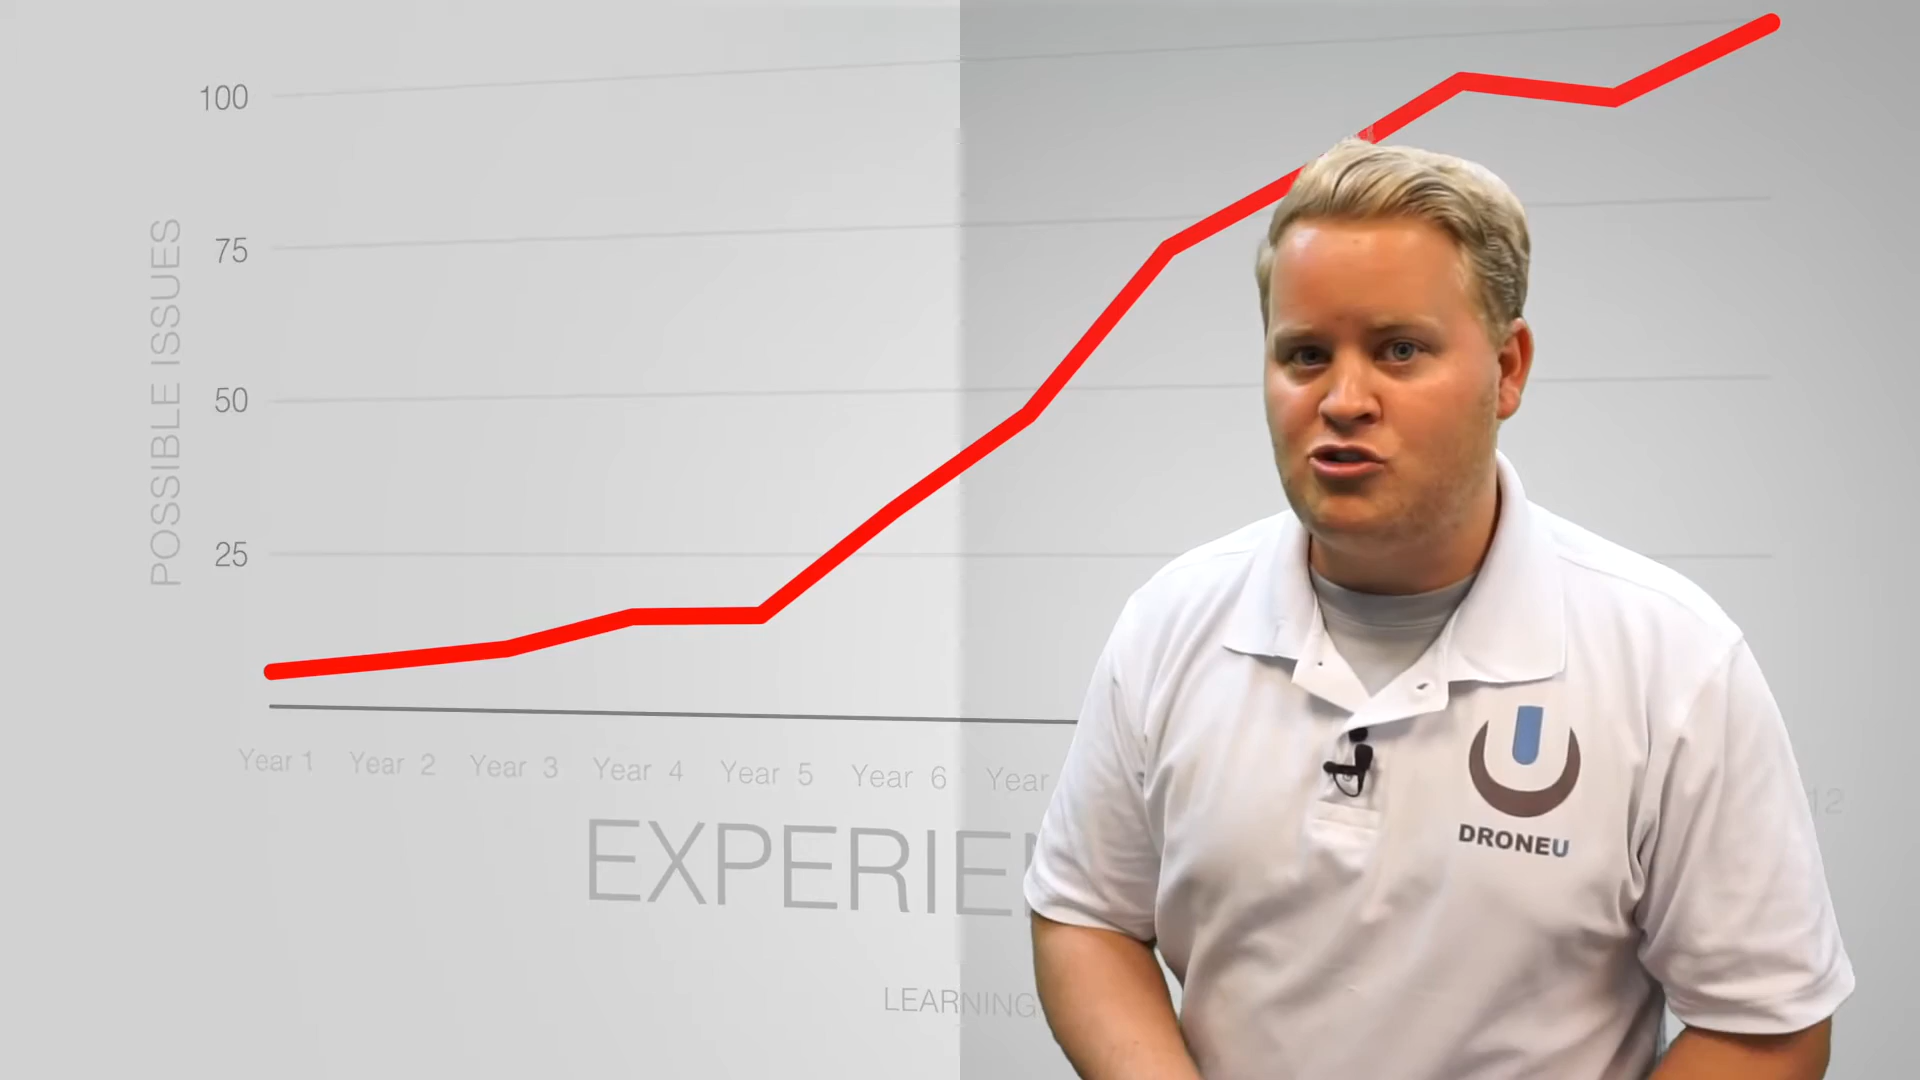 100
75
50
25
POSSIBLE ISSUES
Year 1 Year 2 Year 3 Year 4 Year 5 Year 6 Year 12
LEARNING
U
DRONEU